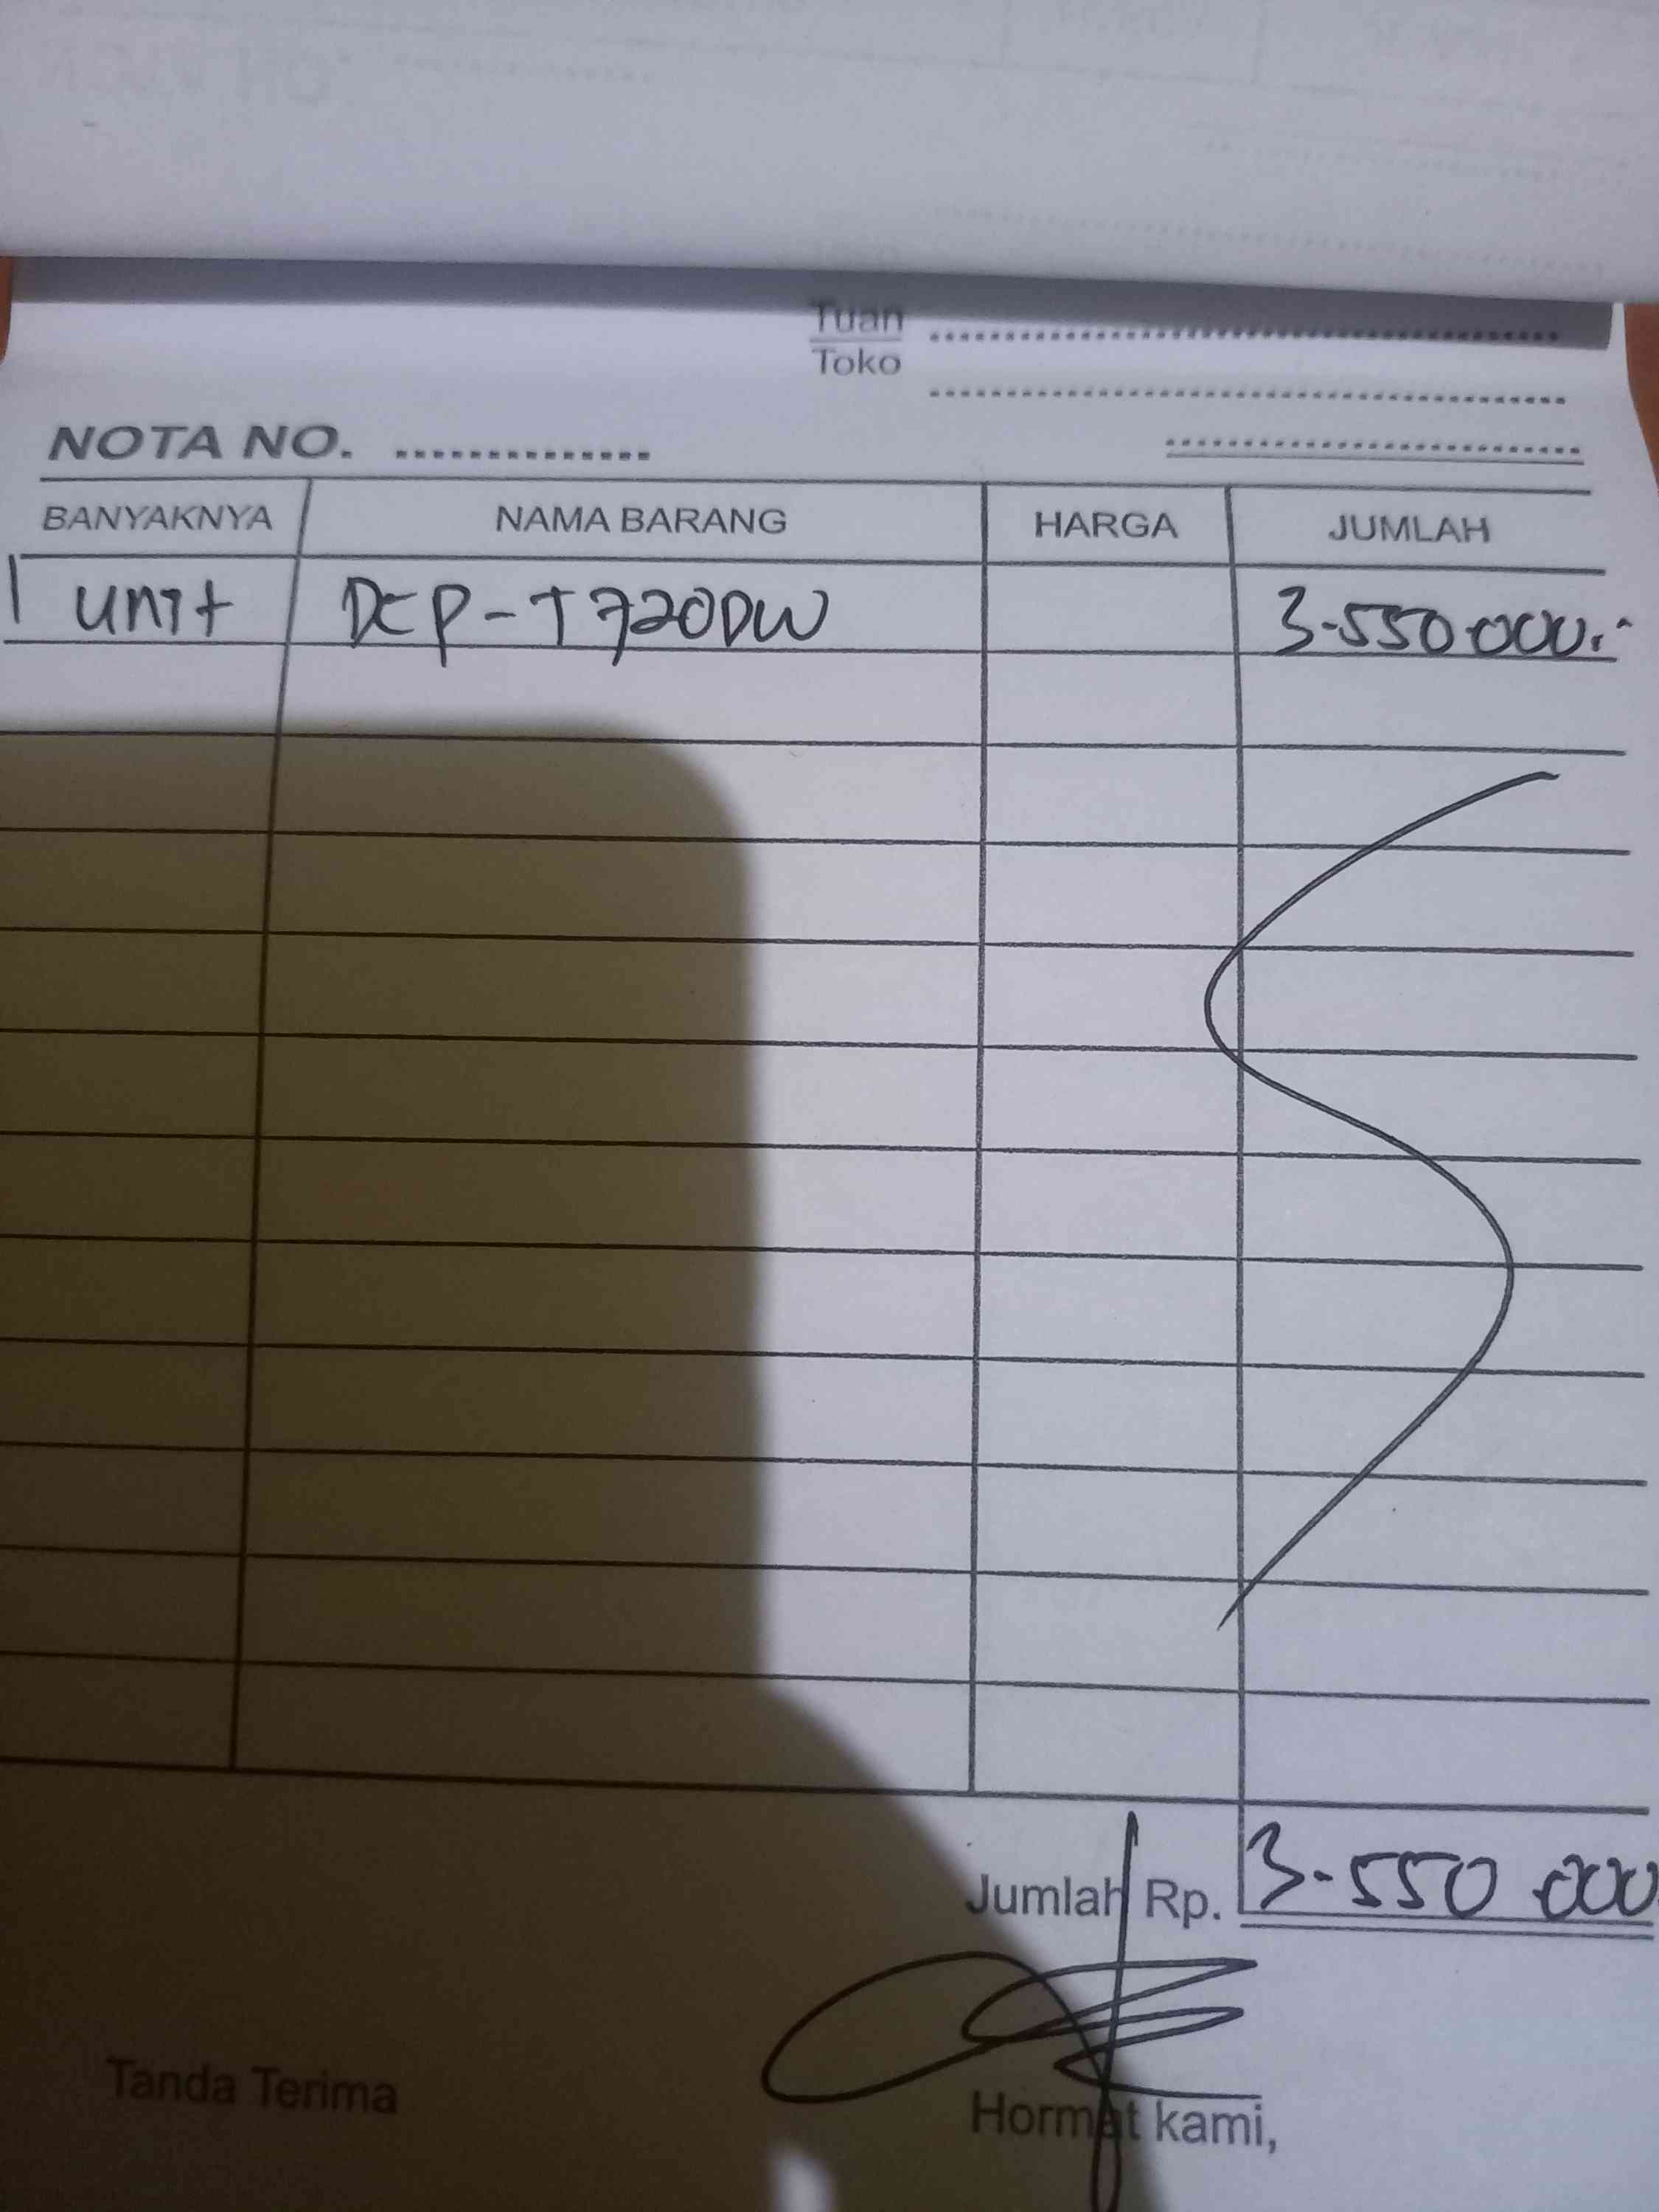 Tuan
Toko
NOTA NO. ..............
BANYAKNYA NAMA BARANG HARGA JUMLAH
1 unit DCP-T720DW 3.550.000.-
Jumlah Rp. 3.550.000
Tanda Terima Hormat kami,